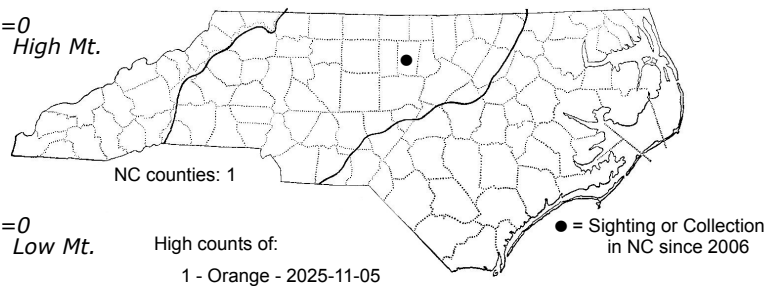 =0
High Mt.
NC counties: 1
=0
Low Mt.
High counts of:
1 - Orange - 2025-11-05
● = Sighting or Collection
in NC since 2006